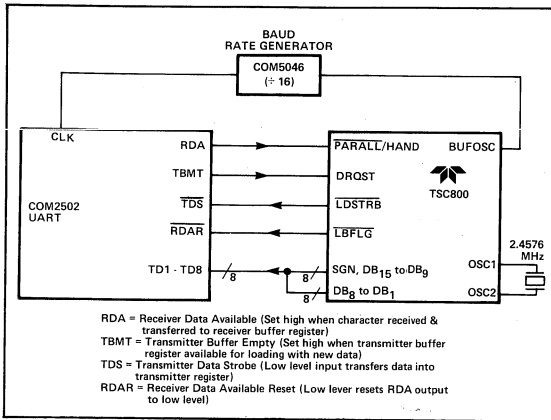 BAUD
RATE GENERATOR
COM5046
(÷ 16)
CLK
RDA
PARALL/HAND
BUFOSC
TBMT
DRQST
TSC800
COM2502
UART
TDS
LDSTRB
RDAR
LBFLG
2.4576
MHz
TD1 - TD8
8
8
SGN, DB15 to DB9
OSC1
8
DB8 to DB1
OSC2
RDA = Receiver Data Available (Set high when character received &
transferred to receiver buffer register)
TBMT = Transmitter Buffer Empty (Set high when transmitter buffer
register available for loading with new data)
TDS = Transmitter Data Strobe (Low level input transfers data into
transmitter register)
RDAR = Receiver Data Available Reset (Low lever resets RDA output
to low level)